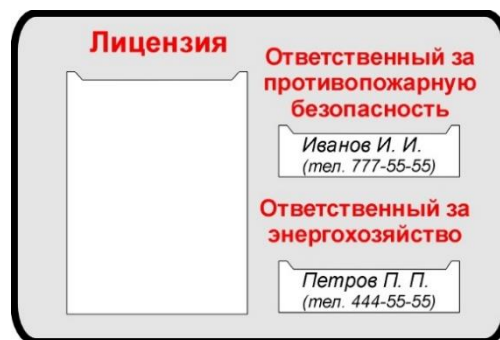 Лицензия
Ответственный за
противопожарную
безопасность
Иванов И. И.
(тел. 777-55-55)
Ответственный за
энергохозяйство
Петров П. П.
(тел. 444-55-55)